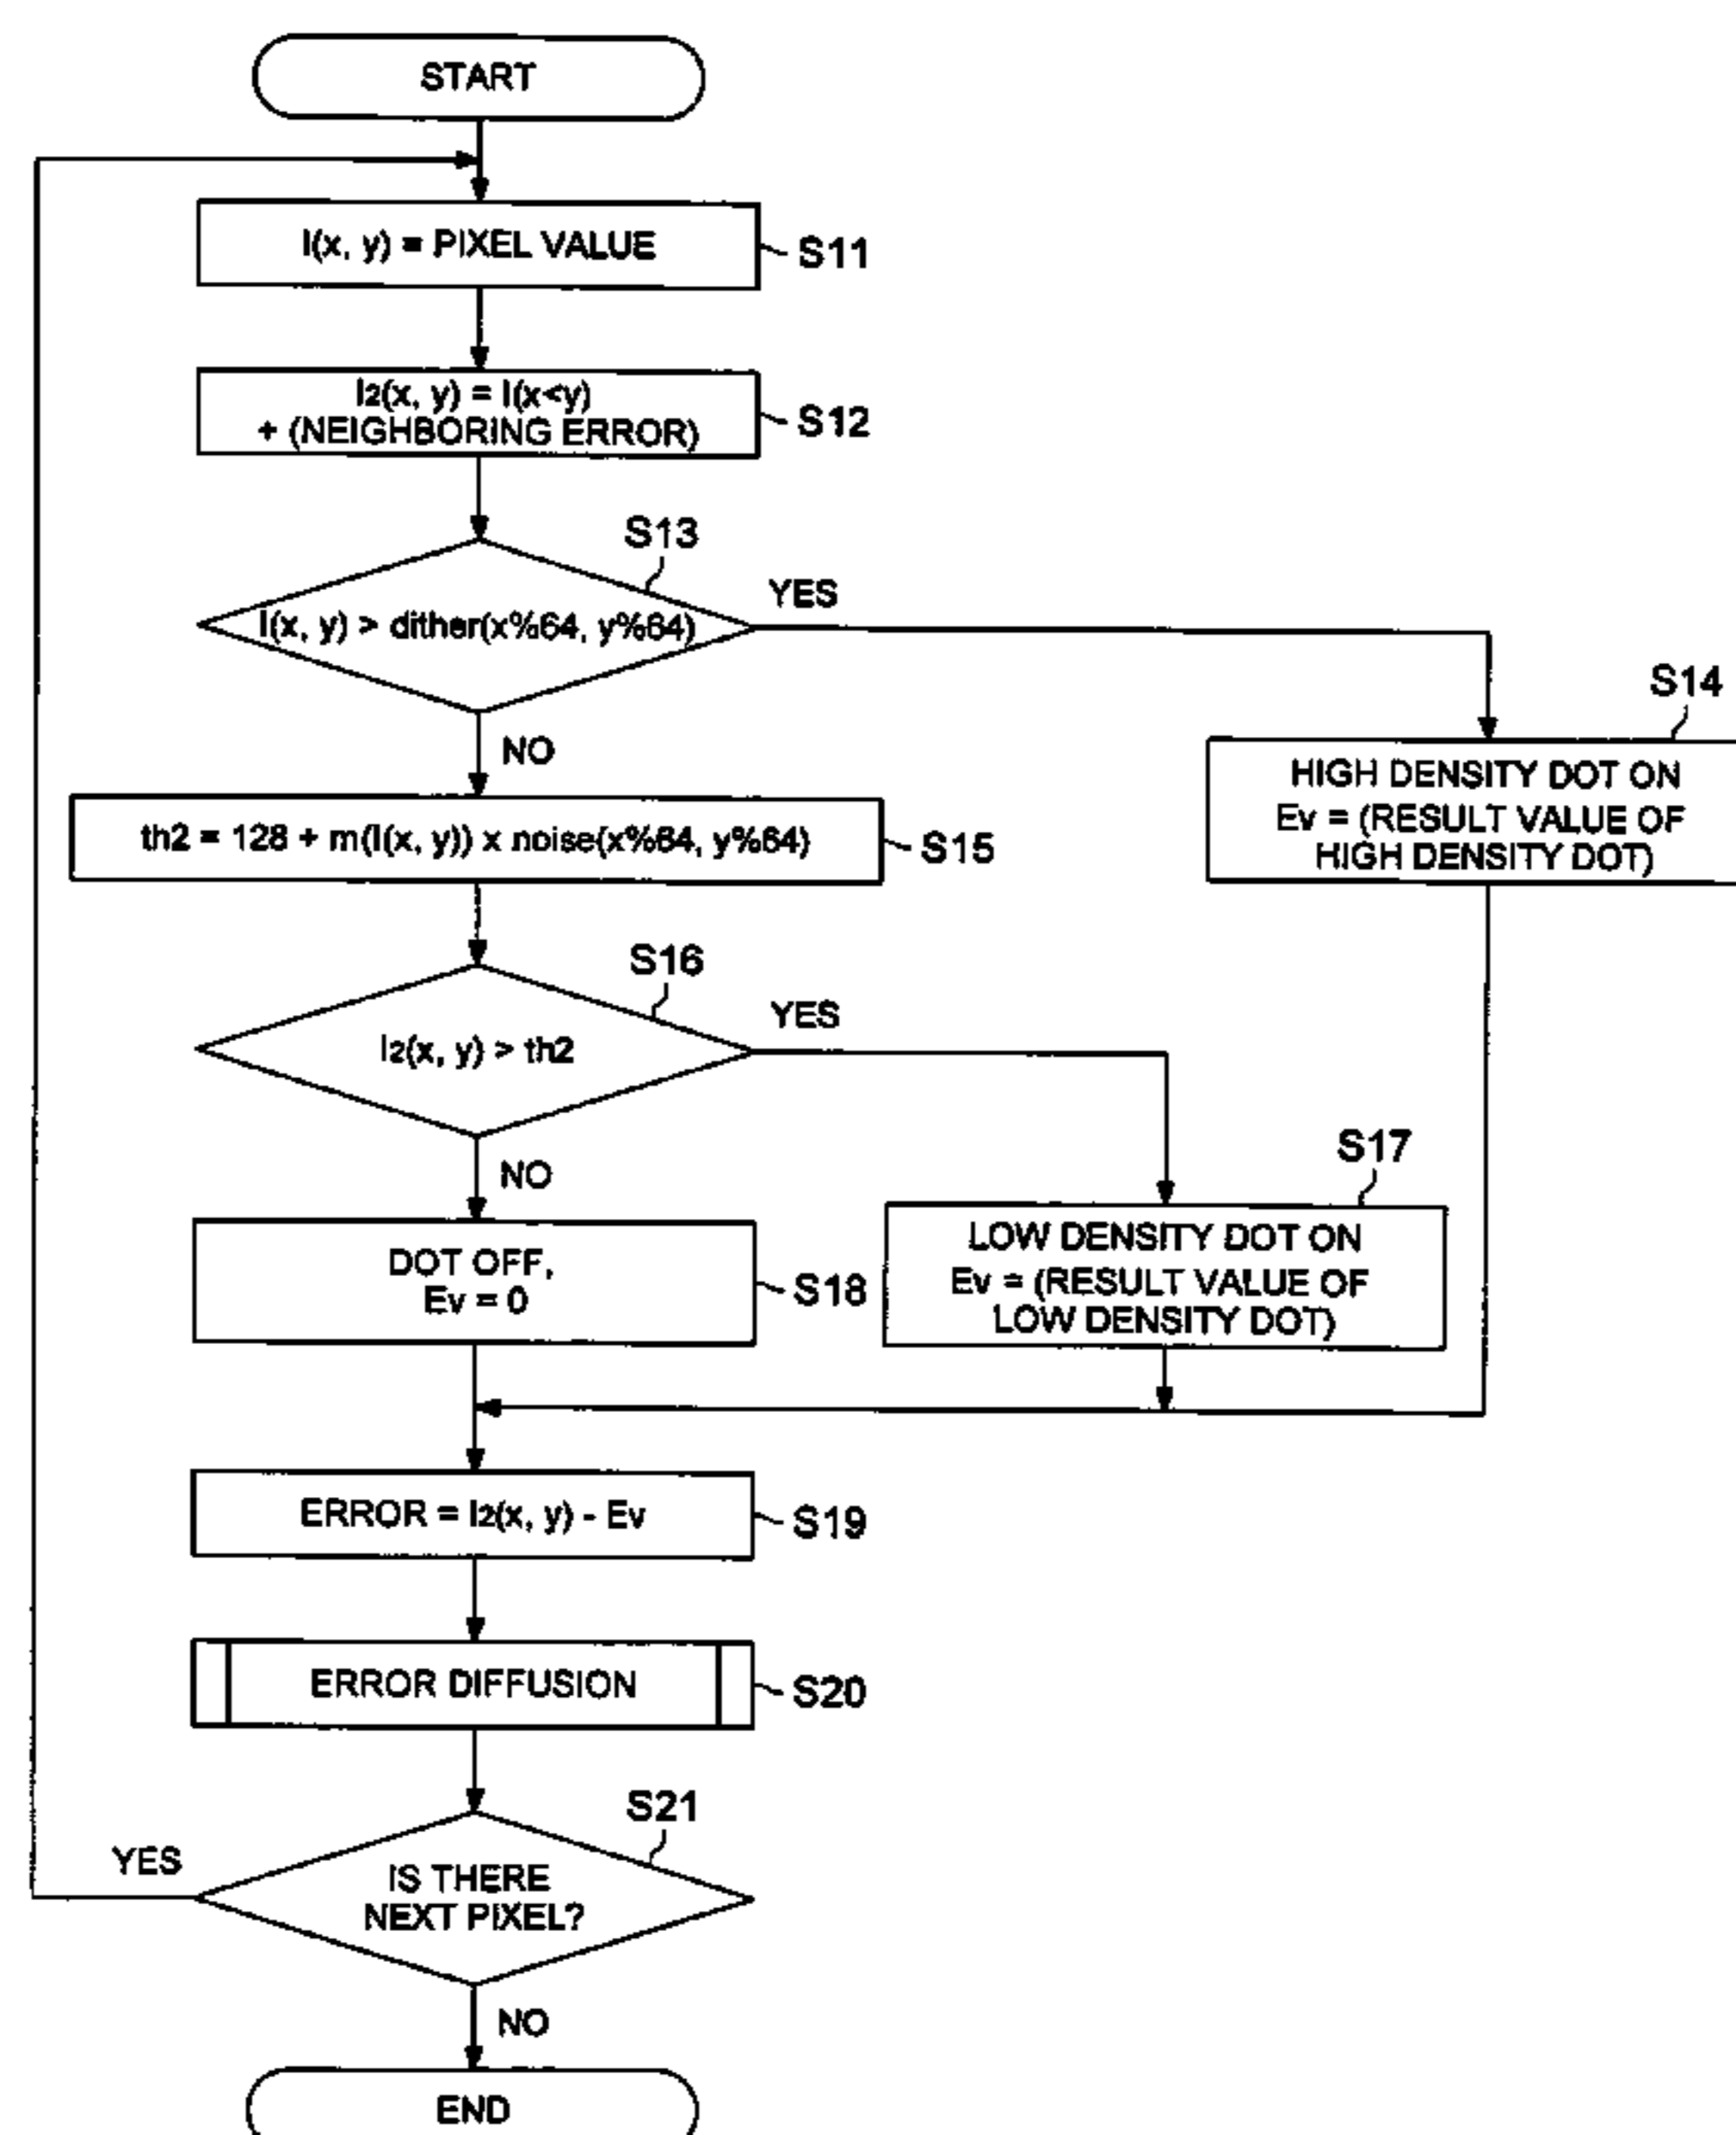 START
I(x, y) = PIXEL VALUE
S11
I2(x, y) = I(x<y)
+ (NEIGHBORING ERROR)
S12
S13
I(x, y) > dither(x%64, y%64)
YES
NO
S14
HIGH DENSITY DOT ON
Ev = (RESULT VALUE OF
HIGH DENSITY DOT)
th2 = 128 + m(I(x, y)) x noise(x%64, y%64)
S15
S16
I2(x, y) > th2
YES
NO
S17
LOW DENSITY DOT ON
Ev = (RESULT VALUE OF
LOW DENSITY DOT)
DOT OFF,
Ev = 0
S18
ERROR = I2(x, y) - Ev
S19
ERROR DIFFUSION
S20
S21
IS THERE
NEXT PIXEL?
YES
NO
END